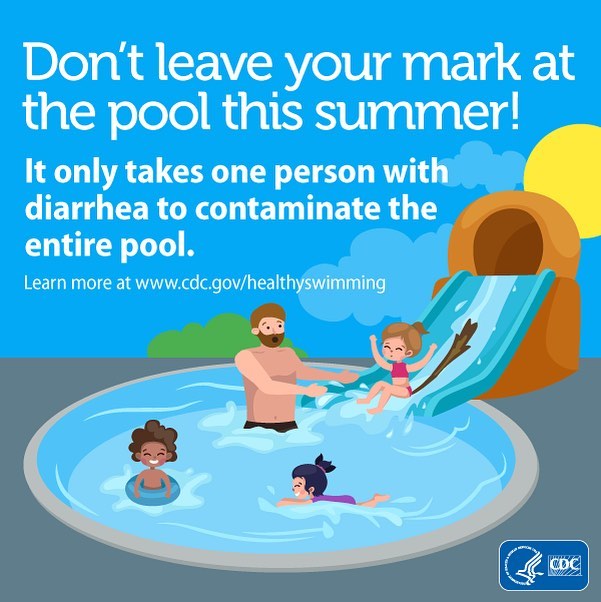 Don't leave your mark at
the pool this summer!
It only takes one person with
diarrhea to contaminate the
entire pool.
Learn more at www.cdc.gov/healthyswimming
CDC